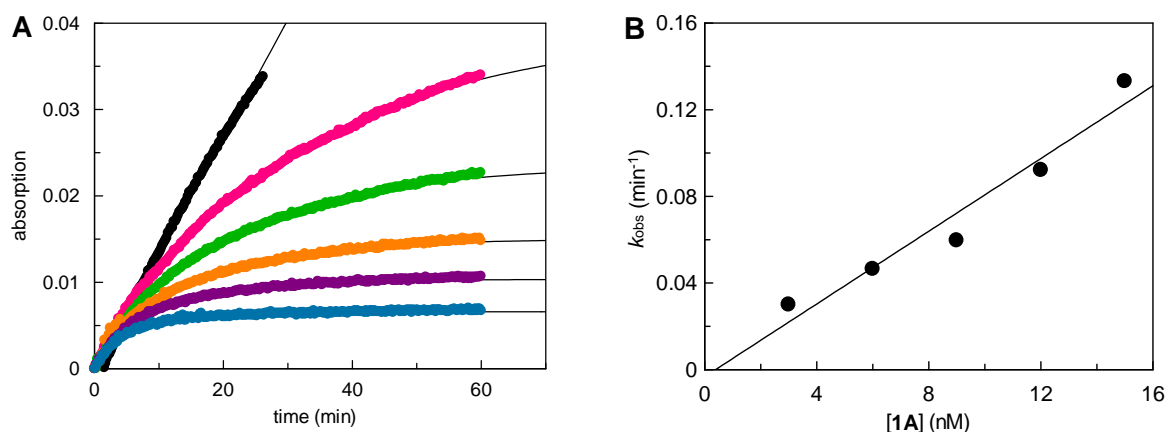 A
absorption
0.04
0.03
0.02
0.01
0
0 20 40 60
time (min)
B
kobs (min-1)
0.16
0.12
0.08
0.04
0
0 4 8 12 16
[1A] (nM)